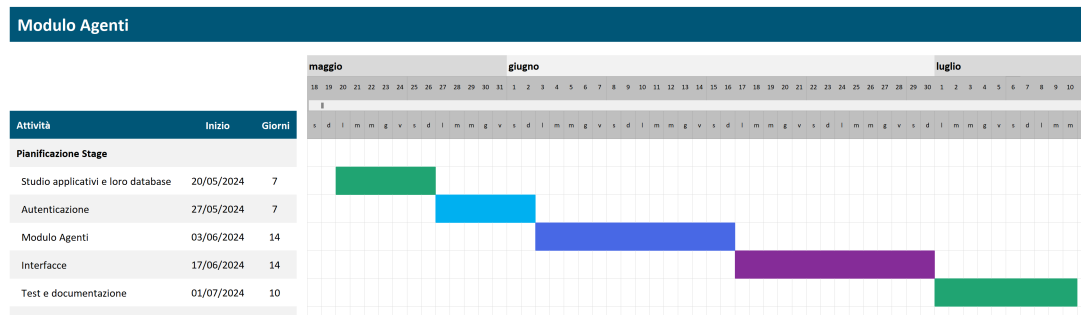 Modulo Agenti
maggio giugno luglio
18 19 20 21 22 23 24 25 26 27 28 29 30 31 1 2 3 4 5 6 7 8 9 10 11 12 13 14 15 16 17 18 19 20 21 22 23 24 25 26 27 28 29 30 1 2 3 4 5 6 7 8 9 10
Attività Inizio Giorni s d l m m g v s d l m m g v s d l m m g v s d l m m g v s d l m m g v s d l m m g v s d l m m g v s d l m m
Pianificazione Stage
Studio applicativi e loro database 20/05/2024 7
Autenticazione 27/05/2024 7
Modulo Agenti 03/06/2024 14
Interfacce 17/06/2024 14
Test e documentazione 01/07/2024 10